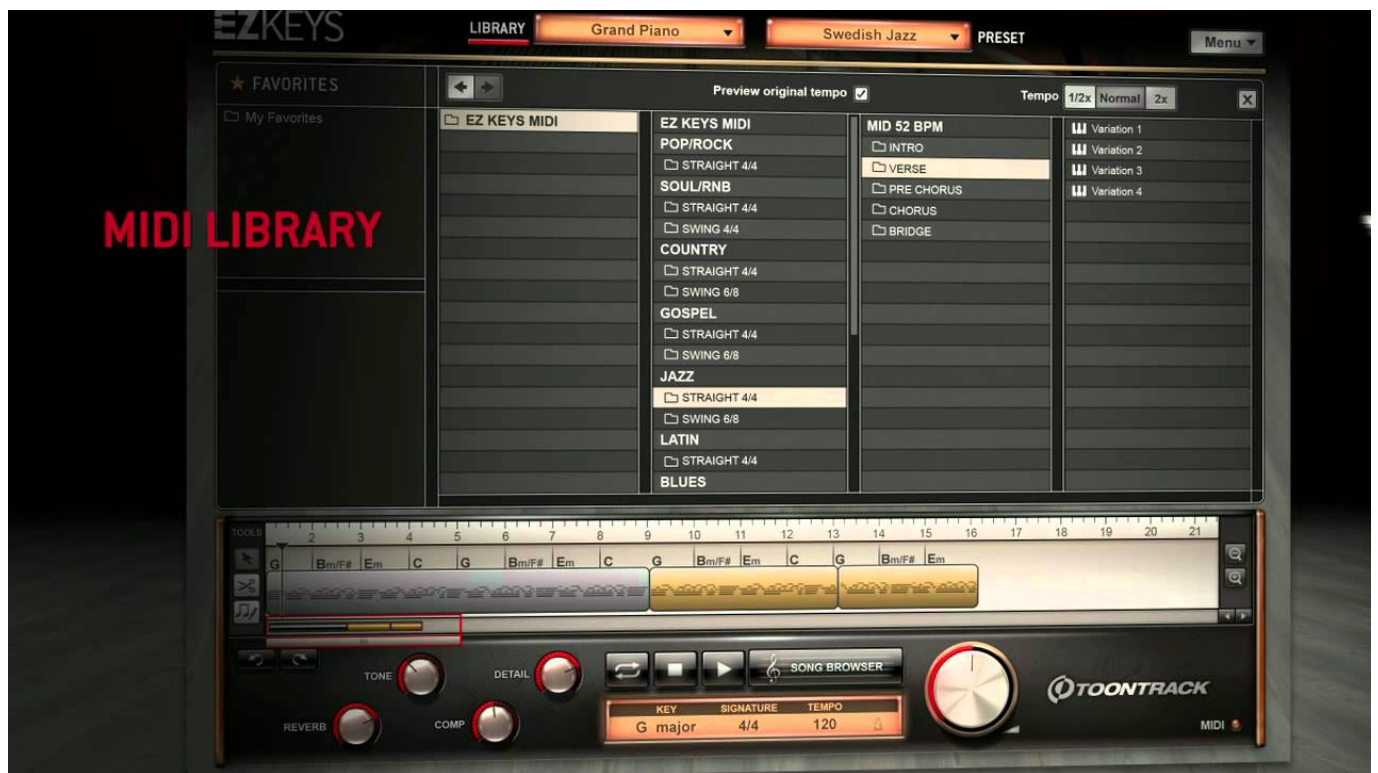 EZKEYS
LIBRARY
Grand Piano
Swedish Jazz
PRESET
Menu
FAVORITES
My Favorites
Preview original tempo
Tempo
1/2x
Normal
2x
X
EZ KEYS MIDI
EZ KEYS MIDI
POP/ROCK
STRAIGHT 4/4
SOUL/RNB
STRAIGHT 4/4
SWING 4/4
COUNTRY
STRAIGHT 4/4
SWING 6/8
GOSPEL
STRAIGHT 4/4
SWING 6/8
JAZZ
STRAIGHT 4/4
SWING 6/8
LATIN
STRAIGHT 4/4
BLUES
MID 52 BPM
INTRO
VERSE
PRE CHORUS
CHORUS
BRIDGE
Variation 1
Variation 2
Variation 3
Variation 4
MIDI LIBRARY
TOOLS
2 3 4 5 6 7 8 9 10 11 12 13 14 15 16 17 18 19 20 21
G Bm/F# Em C G Bm/F# Em C G Bm/F# Em C G Bm/F# Em
TONE
DETAIL
REVERB
COMP
SONG BROWSER
KEY SIGNATURE TEMPO
G major 4/4 120
TOONTRACK
MIDI